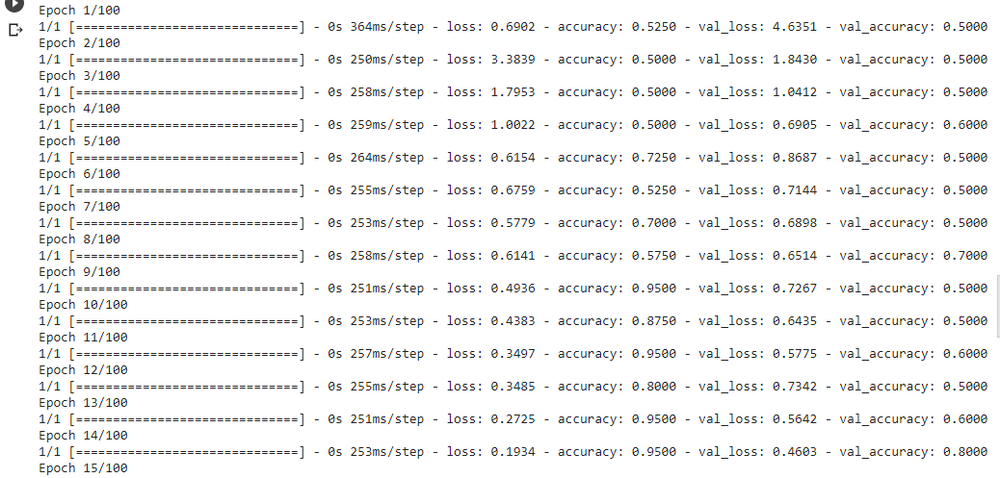 Epoch 1/100
1/1 [==============================] - 0s 364ms/step - loss: 0.6902 - accuracy: 0.5250 - val_loss: 4.6351 - val_accuracy: 0.5000
Epoch 2/100
1/1 [==============================] - 0s 250ms/step - loss: 3.3839 - accuracy: 0.5000 - val_loss: 1.8430 - val_accuracy: 0.5000
Epoch 3/100
1/1 [==============================] - 0s 258ms/step - loss: 1.7953 - accuracy: 0.5000 - val_loss: 1.0412 - val_accuracy: 0.5000
Epoch 4/100
1/1 [==============================] - 0s 259ms/step - loss: 1.0022 - accuracy: 0.5000 - val_loss: 0.6905 - val_accuracy: 0.6000
Epoch 5/100
1/1 [==============================] - 0s 264ms/step - loss: 0.6154 - accuracy: 0.7250 - val_loss: 0.8687 - val_accuracy: 0.5000
Epoch 6/100
1/1 [==============================] - 0s 255ms/step - loss: 0.6759 - accuracy: 0.5250 - val_loss: 0.7144 - val_accuracy: 0.5000
Epoch 7/100
1/1 [==============================] - 0s 253ms/step - loss: 0.5779 - accuracy: 0.7000 - val_loss: 0.6898 - val_accuracy: 0.5000
Epoch 8/100
1/1 [==============================] - 0s 258ms/step - loss: 0.6141 - accuracy: 0.5750 - val_loss: 0.6514 - val_accuracy: 0.7000
Epoch 9/100
1/1 [==============================] - 0s 251ms/step - loss: 0.4936 - accuracy: 0.9500 - val_loss: 0.7267 - val_accuracy: 0.5000
Epoch 10/100
1/1 [==============================] - 0s 253ms/step - loss: 0.4383 - accuracy: 0.8750 - val_loss: 0.6435 - val_accuracy: 0.5000
Epoch 11/100
1/1 [==============================] - 0s 257ms/step - loss: 0.3497 - accuracy: 0.9500 - val_loss: 0.5775 - val_accuracy: 0.6000
Epoch 12/100
1/1 [==============================] - 0s 255ms/step - loss: 0.3485 - accuracy: 0.8000 - val_loss: 0.7342 - val_accuracy: 0.5000
Epoch 13/100
1/1 [==============================] - 0s 251ms/step - loss: 0.2725 - accuracy: 0.9500 - val_loss: 0.5642 - val_accuracy: 0.6000
Epoch 14/100
1/1 [==============================] - 0s 253ms/step - loss: 0.1934 - accuracy: 0.9500 - val_loss: 0.4603 - val_accuracy: 0.8000
Epoch 15/100